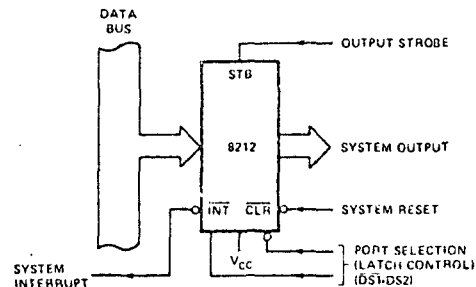 DATA
BUS
OUTPUT STROBE
STB
8212
SYSTEM OUTPUT
INT CLR
SYSTEM RESET
PORT SELECTION
(LATCH CONTROL)
(DS1•DS2)
VCC
SYSTEM
INTERRUPT